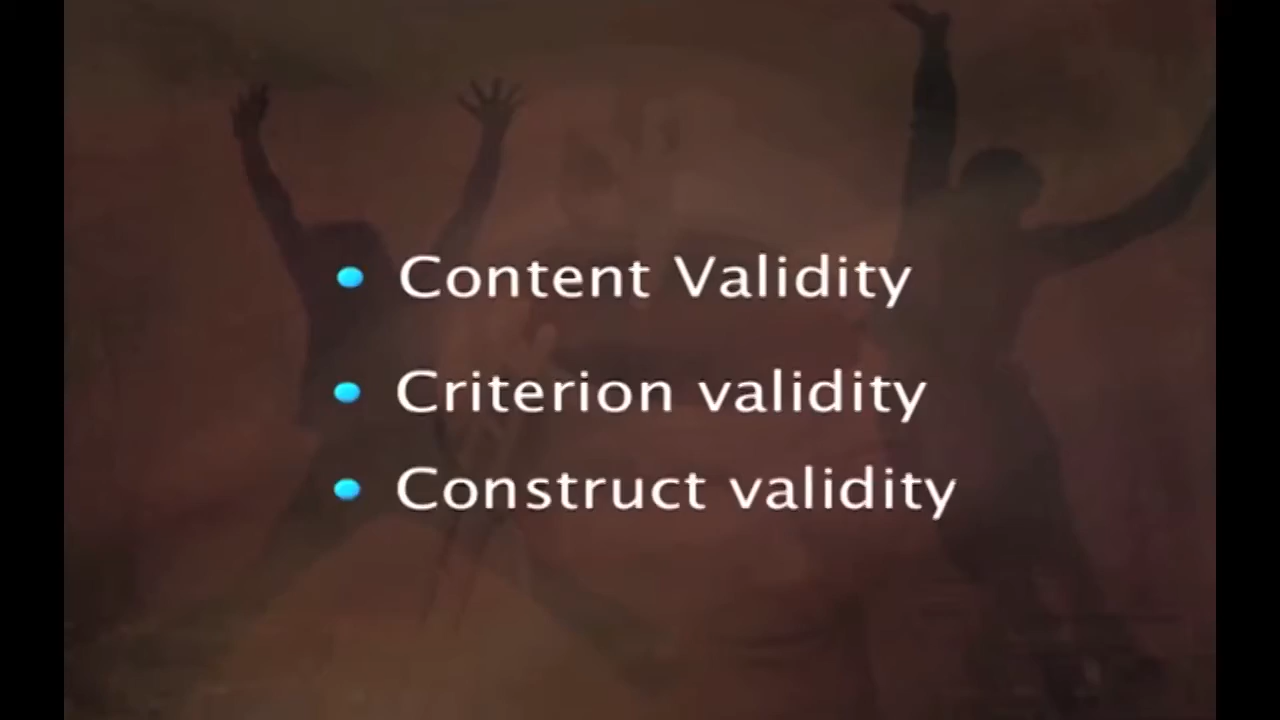 • Content Validity
• Criterion validity
• Construct validity